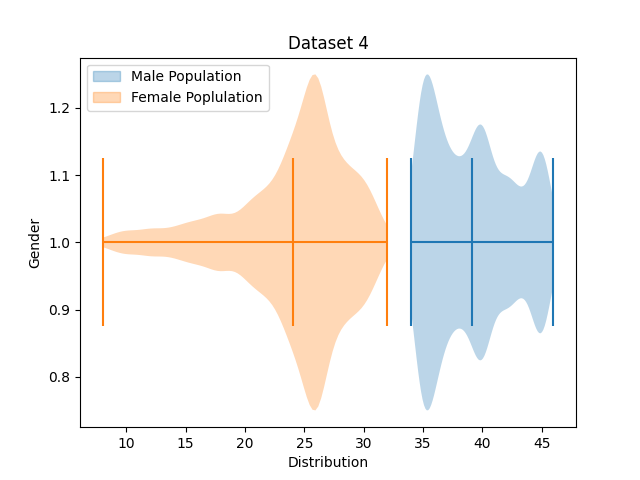 Dataset 4
Male Population
Female Poplulation
1.2
1.1
1.0
0.9
0.8
Gender
10 15 20 25 30 35 40 45
Distribution